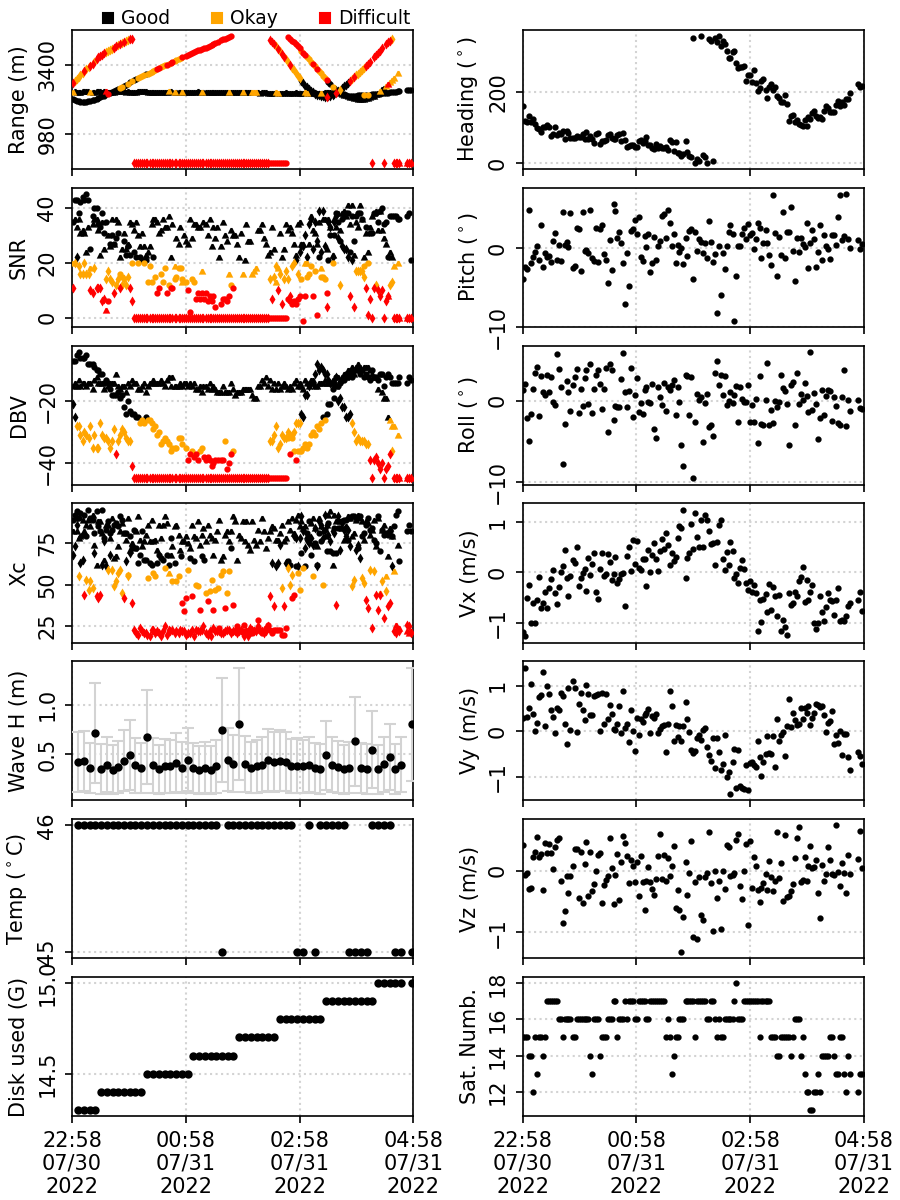 Good Okay Difficult
Range (m)
3400
980
Heading (°)
200
0
SNR
40
20
0
Pitch (°)
0
−10
DBV
−20
−40
Roll (°)
0
−10
Xc
75
50
25
Vx (m/s)
1
0
−1
Wave H (m)
1.0
0.5
Vy (m/s)
1
0
−1
Temp (°C)
46
45
Vz (m/s)
1
0
−1
Disk used (G)
15.0
14.5
Sat. Numb.
18
16
14
12
22:58 00:58 02:58 04:58
07/30 07/31 07/31 07/31
2022 2022 2022 2022
22:58 00:58 02:58 04:58
07/30 07/31 07/31 07/31
2022 2022 2022 2022